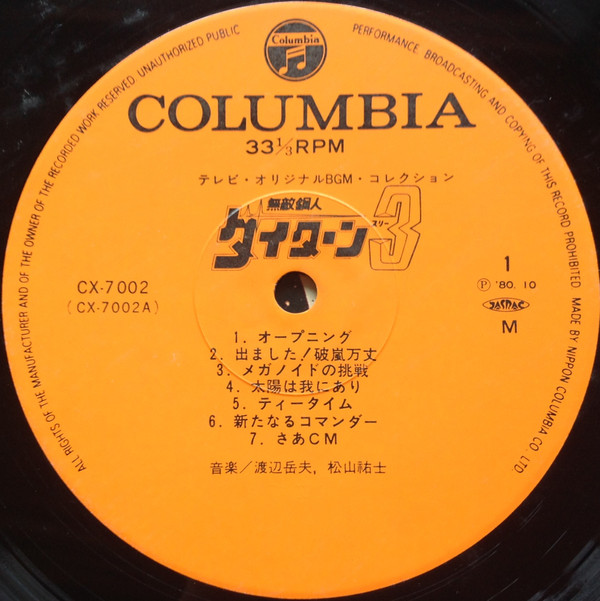 ALL RIGHTS OF THE MANUFACTURER AND OF THE OWNER OF THE RECORDED WORK RESERVED UNAUTHORIZED PUBLIC PERFORMANCE BROADCASTING AND COPYING OF THIS RECORD PROHIBITED MADE BY NIPPON COLUMBIA CO. LTD.
Columbia
COLUMBIA
33⅓RPM
テレビ・オリジナルBGM・コレクション
無敵鋼人
ダイターン3
スリー
CX-7002
(CX-7002A)
1
Ⓟ '80. 10
JASRAC
M
1. オープニング
2. 出ました!破嵐万丈
3. メガノイドの挑戦
4. 太陽は我にあり
5. ティータイム
6. 新たなるコマンダー
7. さあCM
音楽/渡辺岳夫, 松山祐士